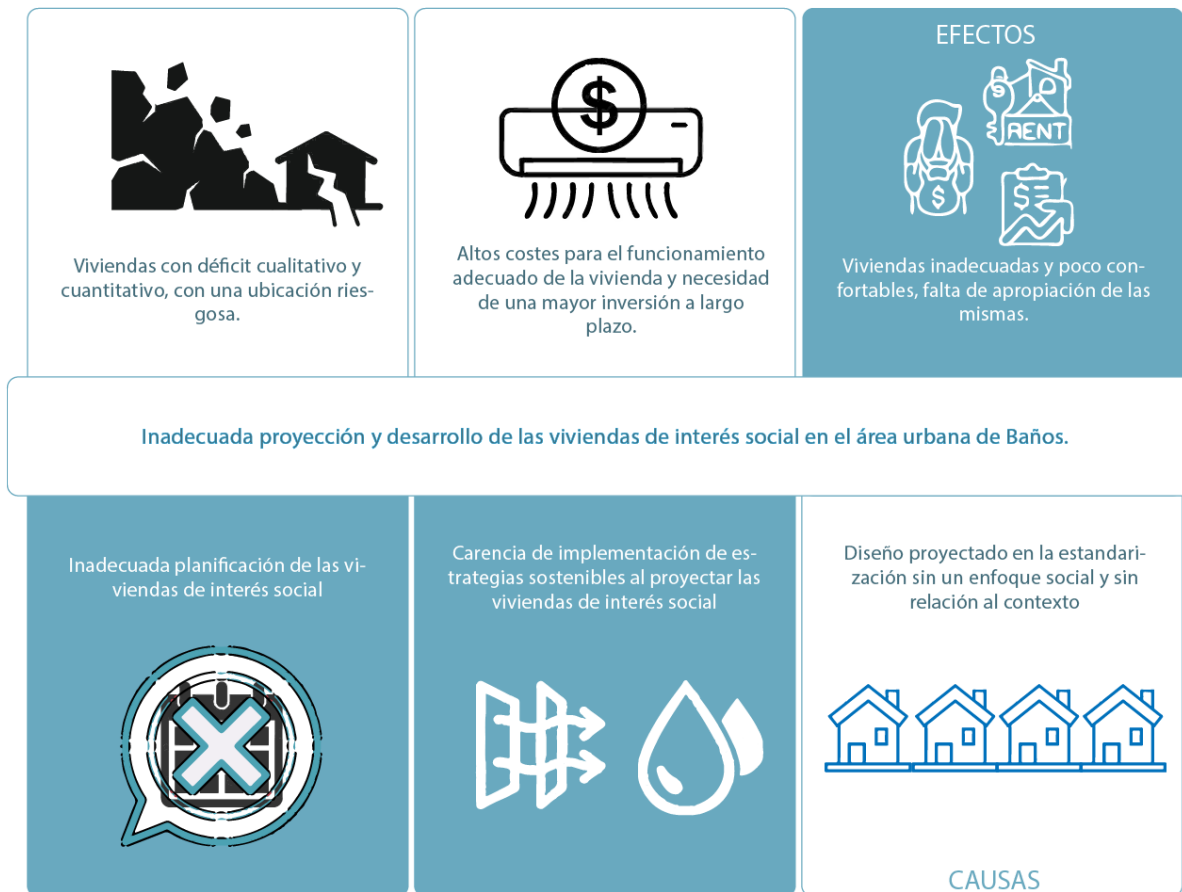 $
Viviendas con déficit cualitativo y
cuantitativo, con una ubicación ries-
gosa.
$
Altos costes para el funcionamiento
adecuado de la vivienda y necesidad
de una mayor inversión a largo
plazo.
EFECTOS
$
RENT
$
$
Viviendas inadecuadas y poco con-
fortables, falta de apropiación de las
mismas.
Inadecuada proyección y desarrollo de las viviendas de interés social en el área urbana de Baños.
Inadecuada planificación de las vi-
viendas de interés social
Carencia de implementación de es-
trategias sostenibles al proyectar las
viviendas de interés social
Diseño proyectado en la estandari-
zación sin un enfoque social y sin
relación al contexto
CAUSAS